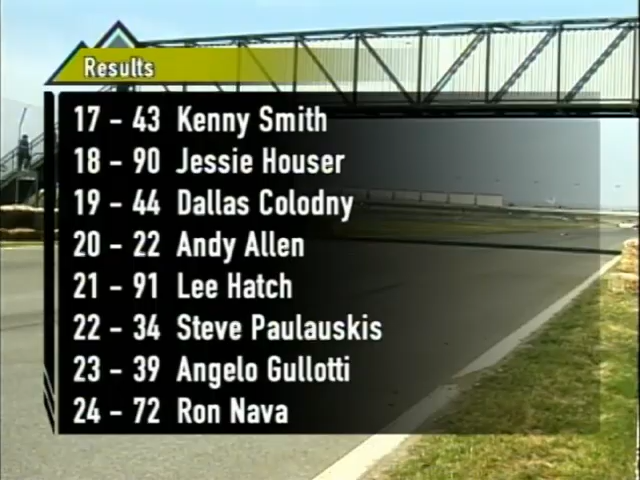 Results
17 - 43 Kenny Smith
18 - 90 Jessie Houser
19 - 44 Dallas Colodny
20 - 22 Andy Allen
21 - 91 Lee Hatch
22 - 34 Steve Paulauskis
23 - 39 Angelo Gullotti
24 - 72 Ron Nava